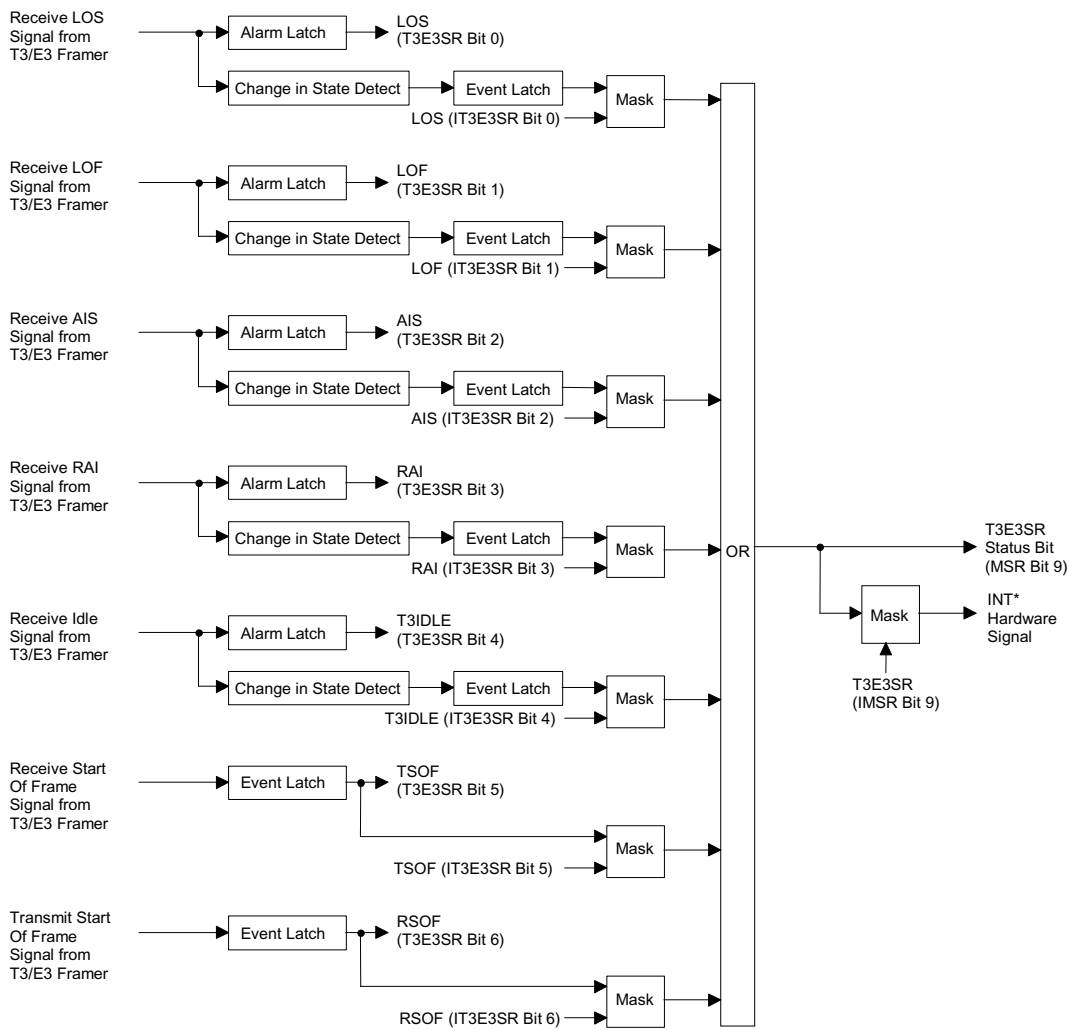 Receive LOS
Signal from
T3/E3 Framer
Alarm Latch
LOS
(T3E3SR Bit 0)
Change in State Detect
Event Latch
Mask
LOS (IT3E3SR Bit 0)
Receive LOF
Signal from
T3/E3 Framer
Alarm Latch
LOF
(T3E3SR Bit 1)
Change in State Detect
Event Latch
Mask
LOF (IT3E3SR Bit 1)
Receive AIS
Signal from
T3/E3 Framer
Alarm Latch
AIS
(T3E3SR Bit 2)
Change in State Detect
Event Latch
Mask
AIS (IT3E3SR Bit 2)
Receive RAI
Signal from
T3/E3 Framer
Alarm Latch
RAI
(T3E3SR Bit 3)
Change in State Detect
Event Latch
Mask
RAI (IT3E3SR Bit 3)
Receive Idle
Signal from
T3/E3 Framer
Alarm Latch
T3IDLE
(T3E3SR Bit 4)
Change in State Detect
Event Latch
Mask
T3IDLE (IT3E3SR Bit 4)
Receive Start
Of Frame
Signal from
T3/E3 Framer
Event Latch
TSOF
(T3E3SR Bit 5)
Mask
TSOF (IT3E3SR Bit 5)
Transmit Start
Of Frame
Signal from
T3/E3 Framer
Event Latch
RSOF
(T3E3SR Bit 6)
Mask
RSOF (IT3E3SR Bit 6)
OR
T3E3SR
Status Bit
(MSR Bit 9)
Mask
INT*
Hardware
Signal
T3E3SR
(IMSR Bit 9)